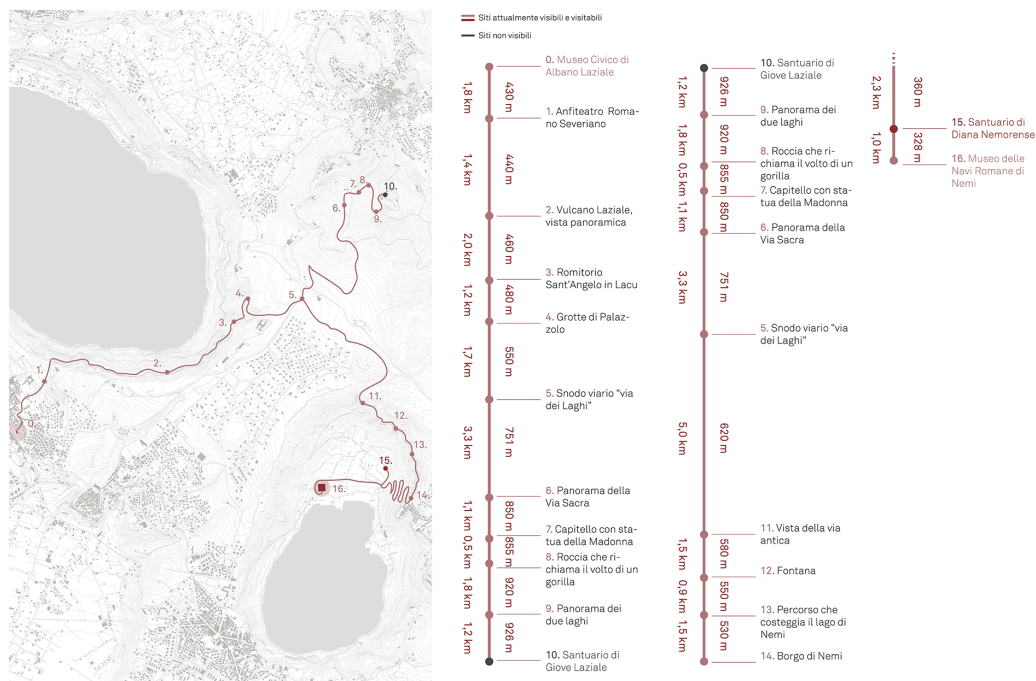 Siti attualmente visibili e visitabili
Siti non visibili
0.
1.
2.
3.
4.
5.
6.
7.
8.
9.
10.
11.
12.
13.
14.
15.
16.
0. Museo Civico di
Albano Laziale
1,8 km
430 m
1. Anfiteatro Roma-
no Severiano
1,4 km
440 m
2. Vulcano Laziale,
vista panoramica
2,0 km
460 m
3. Romitorio
Sant'Angelo in Lacu
1,2 km
480 m
4. Grotte di Palaz-
zolo
1,7 km
550 m
5. Snodo viario "via
dei Laghi"
3,3 km
751 m
6. Panorama della
Via Sacra
1,1 km
850 m
7. Capitello con sta-
tua della Madonna
0,5 km
855 m
8. Roccia che ri-
chiama il volto di un
gorilla
1,8 km
920 m
9. Panorama dei
due laghi
1,2 km
926 m
10. Santuario di
Giove Laziale
10. Santuario di
Giove Laziale
1,2 km
926 m
9. Panorama dei
due laghi
1,8 km
920 m
8. Roccia che ri-
chiama il volto di un
gorilla
0,5 km
855 m
7. Capitello con sta-
tua della Madonna
1,1 km
850 m
6. Panorama della
Via Sacra
3,3 km
751 m
5. Snodo viario "via
dei Laghi"
5,0 km
620 m
11. Vista della via
antica
1,5 km
580 m
12. Fontana
0,9 km
550 m
13. Percorso che
costeggia il lago di
Nemi
1,5 km
530 m
14. Borgo di Nemi
2,3 km
360 m
15. Santuario di
Diana Nemorense
1,0 km
328 m
16. Museo delle
Navi Romane di
Nemi